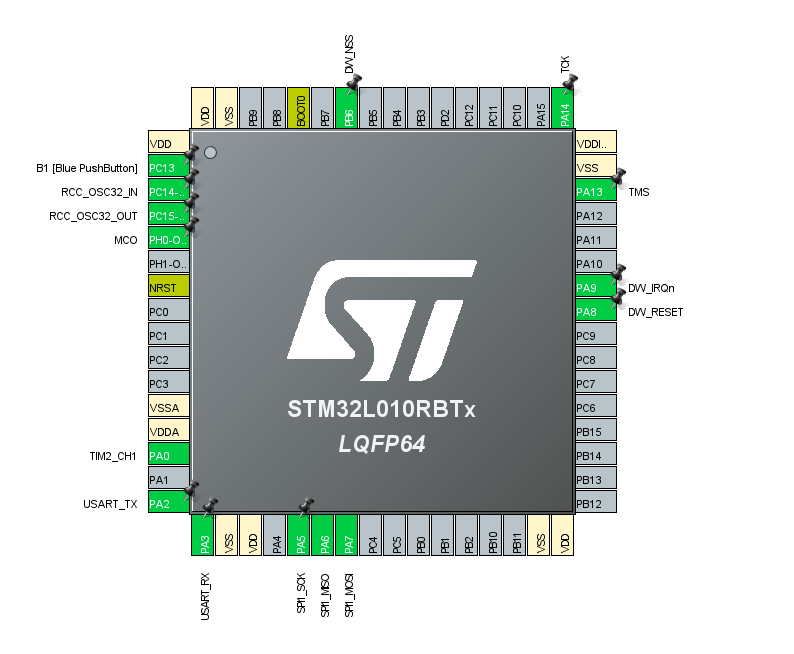 DW_NSS
TCK
VDD
VSS
PB9
PB8
BOOT0
PB7
PB6
PB5
PB4
PB3
PD2
PC12
PC11
PC10
PA15
PA14
B1 [Blue PushButton]
RCC_OSC32_IN
RCC_OSC32_OUT
MCO
TIM2_CH1
USART_TX
VDD
PC13
PC14-..
PC15-..
PH0-O..
PH1-O..
NRST
PC0
PC1
PC2
PC3
VSSA
VDDA
PA0
PA1
PA2
ST
STM32L010RBTx
LQFP64
VDDI..
VSS
PA13
PA12
PA11
PA10
PA9
PA8
PC9
PC8
PC7
PC6
PB15
PB14
PB13
PB12
TMS
DW_IRQn
DW_RESET
PA3
VSS
VDD
PA4
PA5
PA6
PA7
PC4
PC5
PB0
PB1
PB2
PB10
PB11
VSS
VDD
USART_RX
SPI1_SCK
SPI1_MISO
SPI1_MOSI